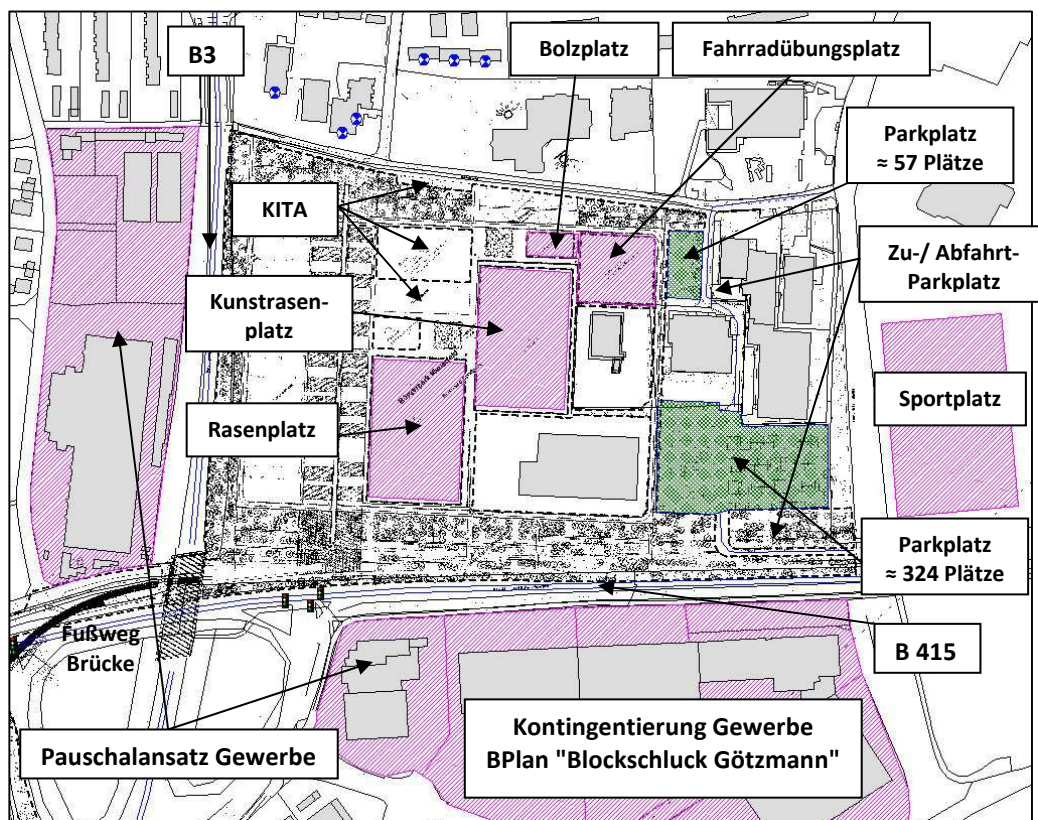 B3
Bolzplatz
Fahrradübungsplatz
Parkplatz
≈ 57 Plätze
KITA
Zu-/ Abfahrt-
Parkplatz
Kunstrasen-
platz
Sportplatz
Rasenplatz
Parkplatz
≈ 324 Plätze
Fußweg
Brücke
B 415
Pauschalansatz Gewerbe
Kontingentierung Gewerbe
BPlan "Blockschluck Götzmann"